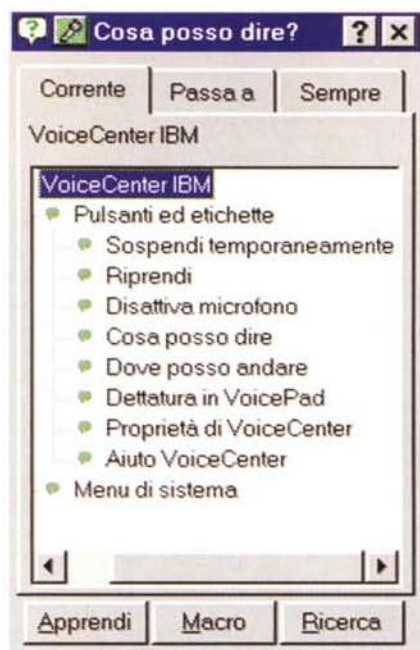 Cosa posso dire?
Corrente Passa a Sempre
VoiceCenter IBM
VoiceCenter IBM
Pulsanti ed etichette
Sospendi temporaneamente
Riprendi
Disattiva microfono
Cosa posso dire
Dove posso andare
Dettatura in VoicePad
Proprietà di VoiceCenter
Aiuto VoiceCenter
Menu di sistema
Apprendi Macro Ricerca